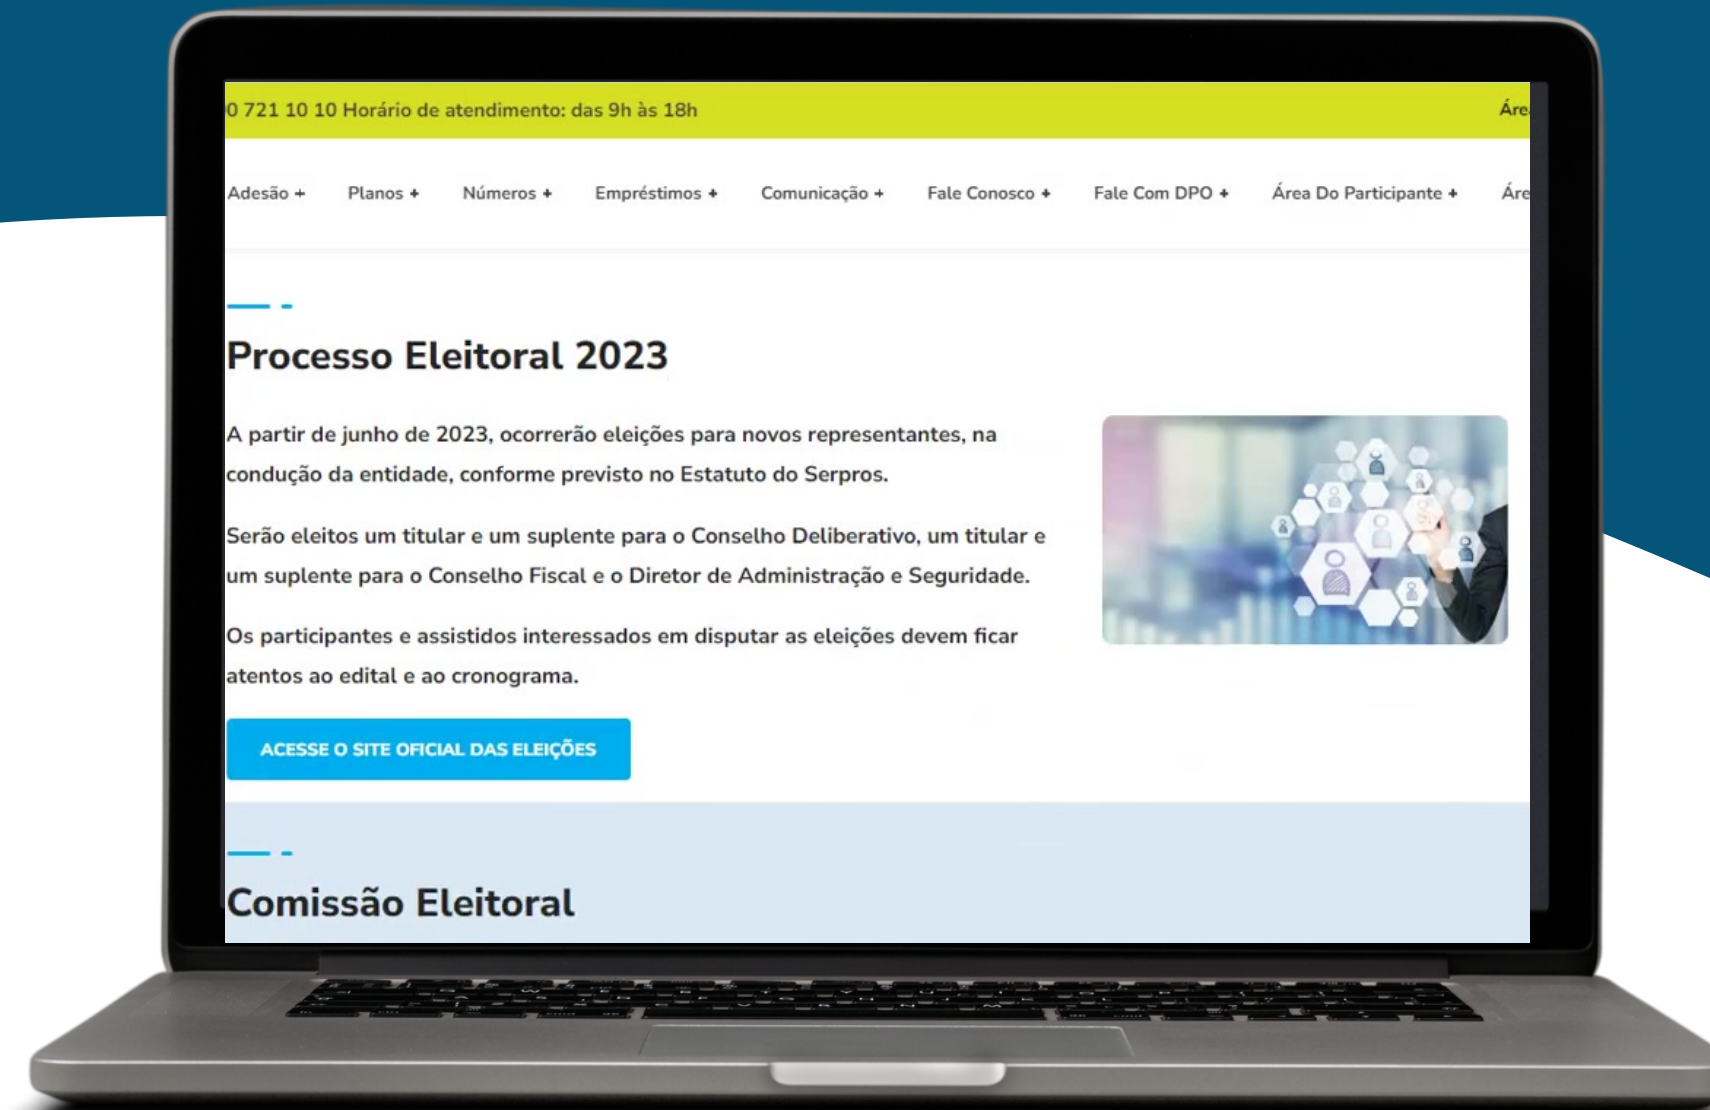 0 721 10 10 Horário de atendimento: das 9h às 18h
Adesão + Planos + Números + Empréstimos + Comunicação + Fale Conosco + Fale Com DPO + Área Do Participante +
Processo Eleitoral 2023
A partir de junho de 2023, ocorrerão eleições para novos representantes, na
condução da entidade, conforme previsto no Estatuto do Serpros.
Serão eleitos um titular e um suplente para o Conselho Deliberativo, um titular e
um suplente para o Conselho Fiscal e o Diretor de Administração e Seguridade.
Os participantes e assistidos interessados em disputar as eleições devem ficar
atentos ao edital e ao cronograma.
ACESSE O SITE OFICIAL DAS ELEIÇÕES
Comissão Eleitoral